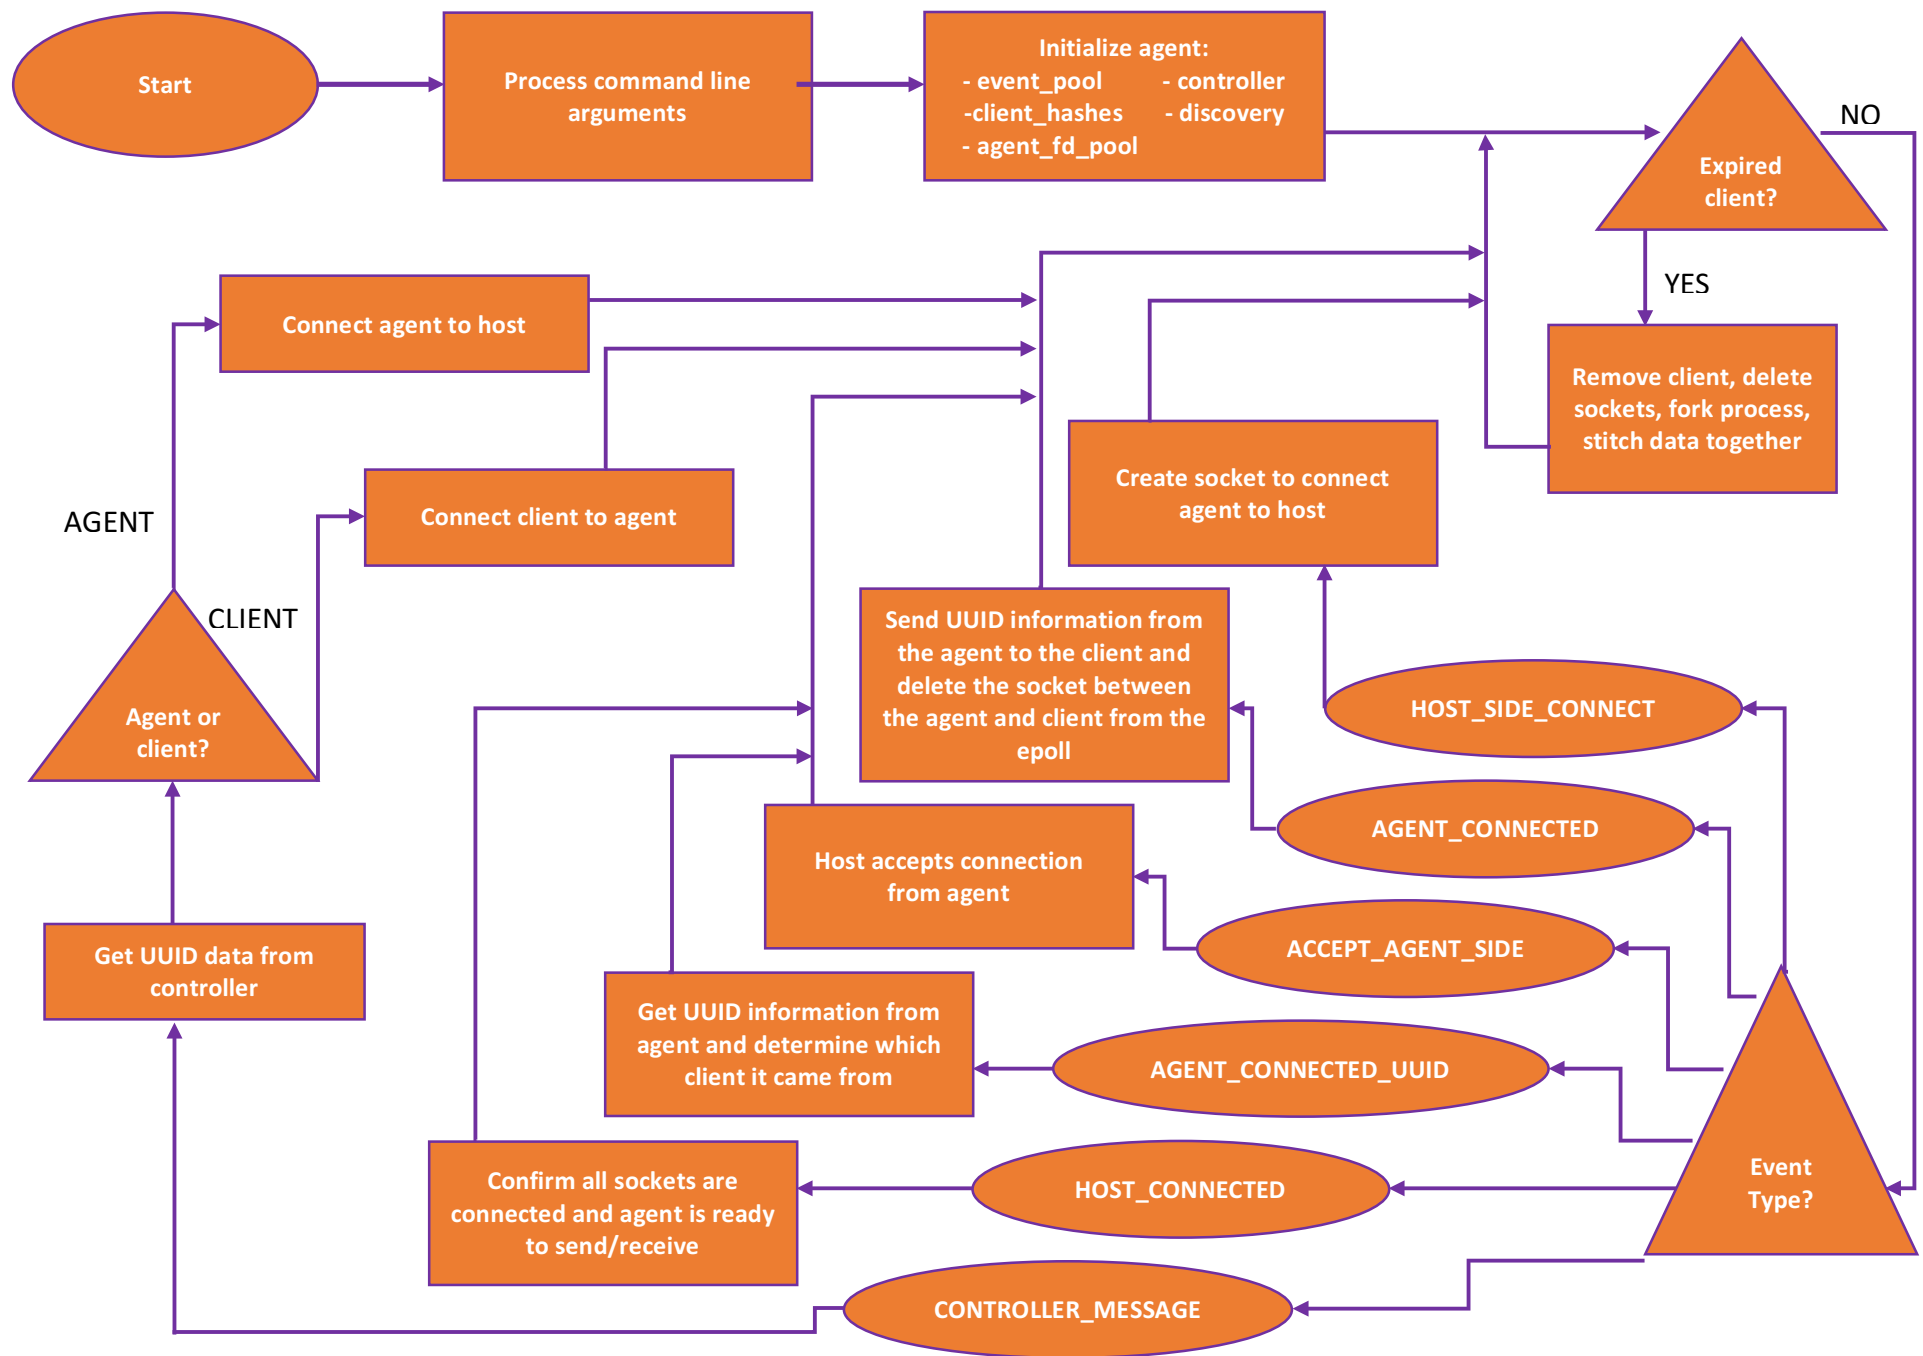 Start
Process command line
arguments
Initialize agent:
- event_pool - controller
-client_hashes - discovery
- agent_fd_pool
NO
Expired
client?
YES
Connect agent to host
Remove client, delete
sockets, fork process,
stitch data together
Create socket to connect
agent to host
Connect client to agent
AGENT
CLIENT
Send UUID information from
the agent to the client and
delete the socket between
the agent and client from the
epoll
HOST_SIDE_CONNECT
Agent or
client?
AGENT_CONNECTED
Host accepts connection
from agent
ACCEPT_AGENT_SIDE
Get UUID data from
controller
Get UUID information from
agent and determine which
client it came from
AGENT_CONNECTED_UUID
Confirm all sockets are
connected and agent is ready
to send/receive
HOST_CONNECTED
Event
Type?
CONTROLLER_MESSAGE